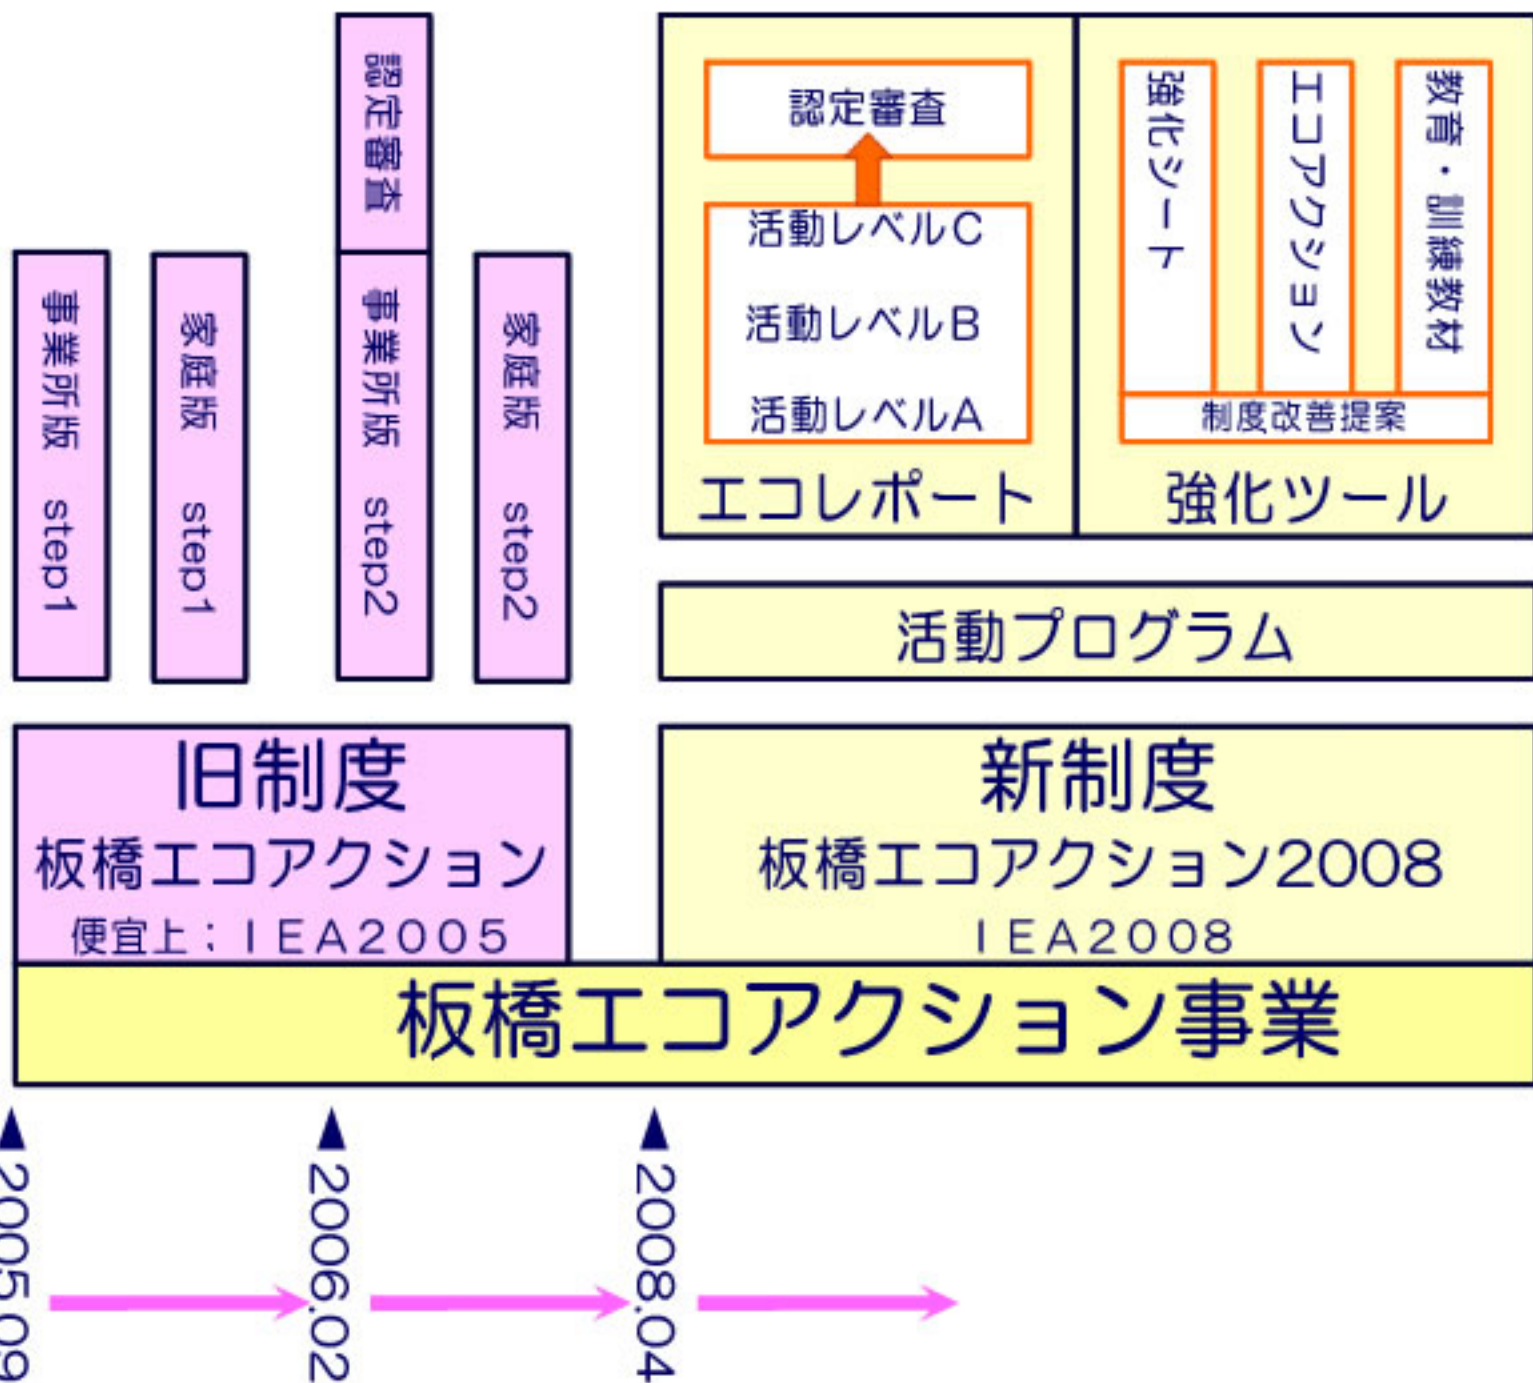 認定審査
事業所版 step1
家庭版 step1
事業所版 step2
家庭版 step2
認定審査
活動レベルC
活動レベルB
活動レベルA
エコレポート
強化シート
エコアクション
教育・訓練教材
制度改善提案
強化ツール
活動プログラム
旧制度
板橋エコアクション
便宜上：IEA2005
新制度
板橋エコアクション2008
IEA2008
板橋エコアクション事業
▲2005.09
▲2006.02
▲2008.04